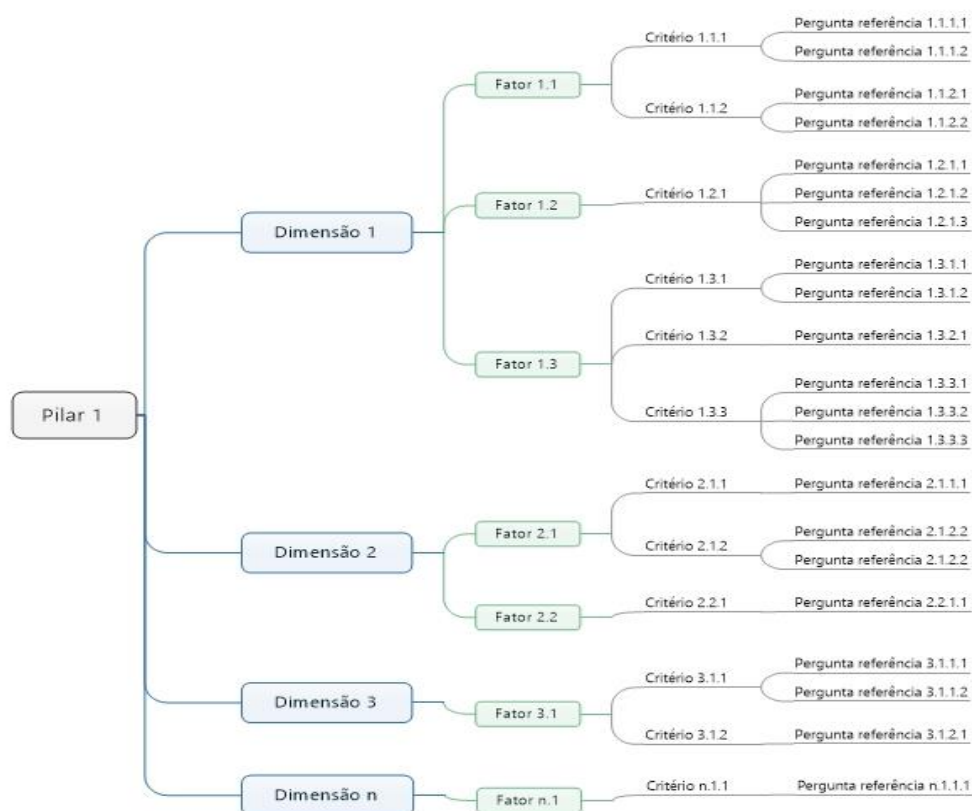 Pilar 1
Dimensão 1
Fator 1.1
Critério 1.1.1
Pergunta referência 1.1.1.1
Pergunta referência 1.1.1.2
Critério 1.1.2
Pergunta referência 1.1.2.1
Pergunta referência 1.1.2.2
Fator 1.2
Critério 1.2.1
Pergunta referência 1.2.1.1
Pergunta referência 1.2.1.2
Pergunta referência 1.2.1.3
Fator 1.3
Critério 1.3.1
Pergunta referência 1.3.1.1
Pergunta referência 1.3.1.2
Critério 1.3.2
Pergunta referência 1.3.2.1
Critério 1.3.3
Pergunta referência 1.3.3.1
Pergunta referência 1.3.3.2
Pergunta referência 1.3.3.3
Dimensão 2
Fator 2.1
Critério 2.1.1
Pergunta referência 2.1.1.1
Critério 2.1.2
Pergunta referência 2.1.2.2
Pergunta referência 2.1.2.2
Fator 2.2
Critério 2.2.1
Pergunta referência 2.2.1.1
Dimensão 3
Fator 3.1
Critério 3.1.1
Pergunta referência 3.1.1.1
Pergunta referência 3.1.1.2
Critério 3.1.2
Pergunta referência 3.1.2.1
Dimensão n
Fator n.1
Critério n.1.1
Pergunta referência n.1.1.1